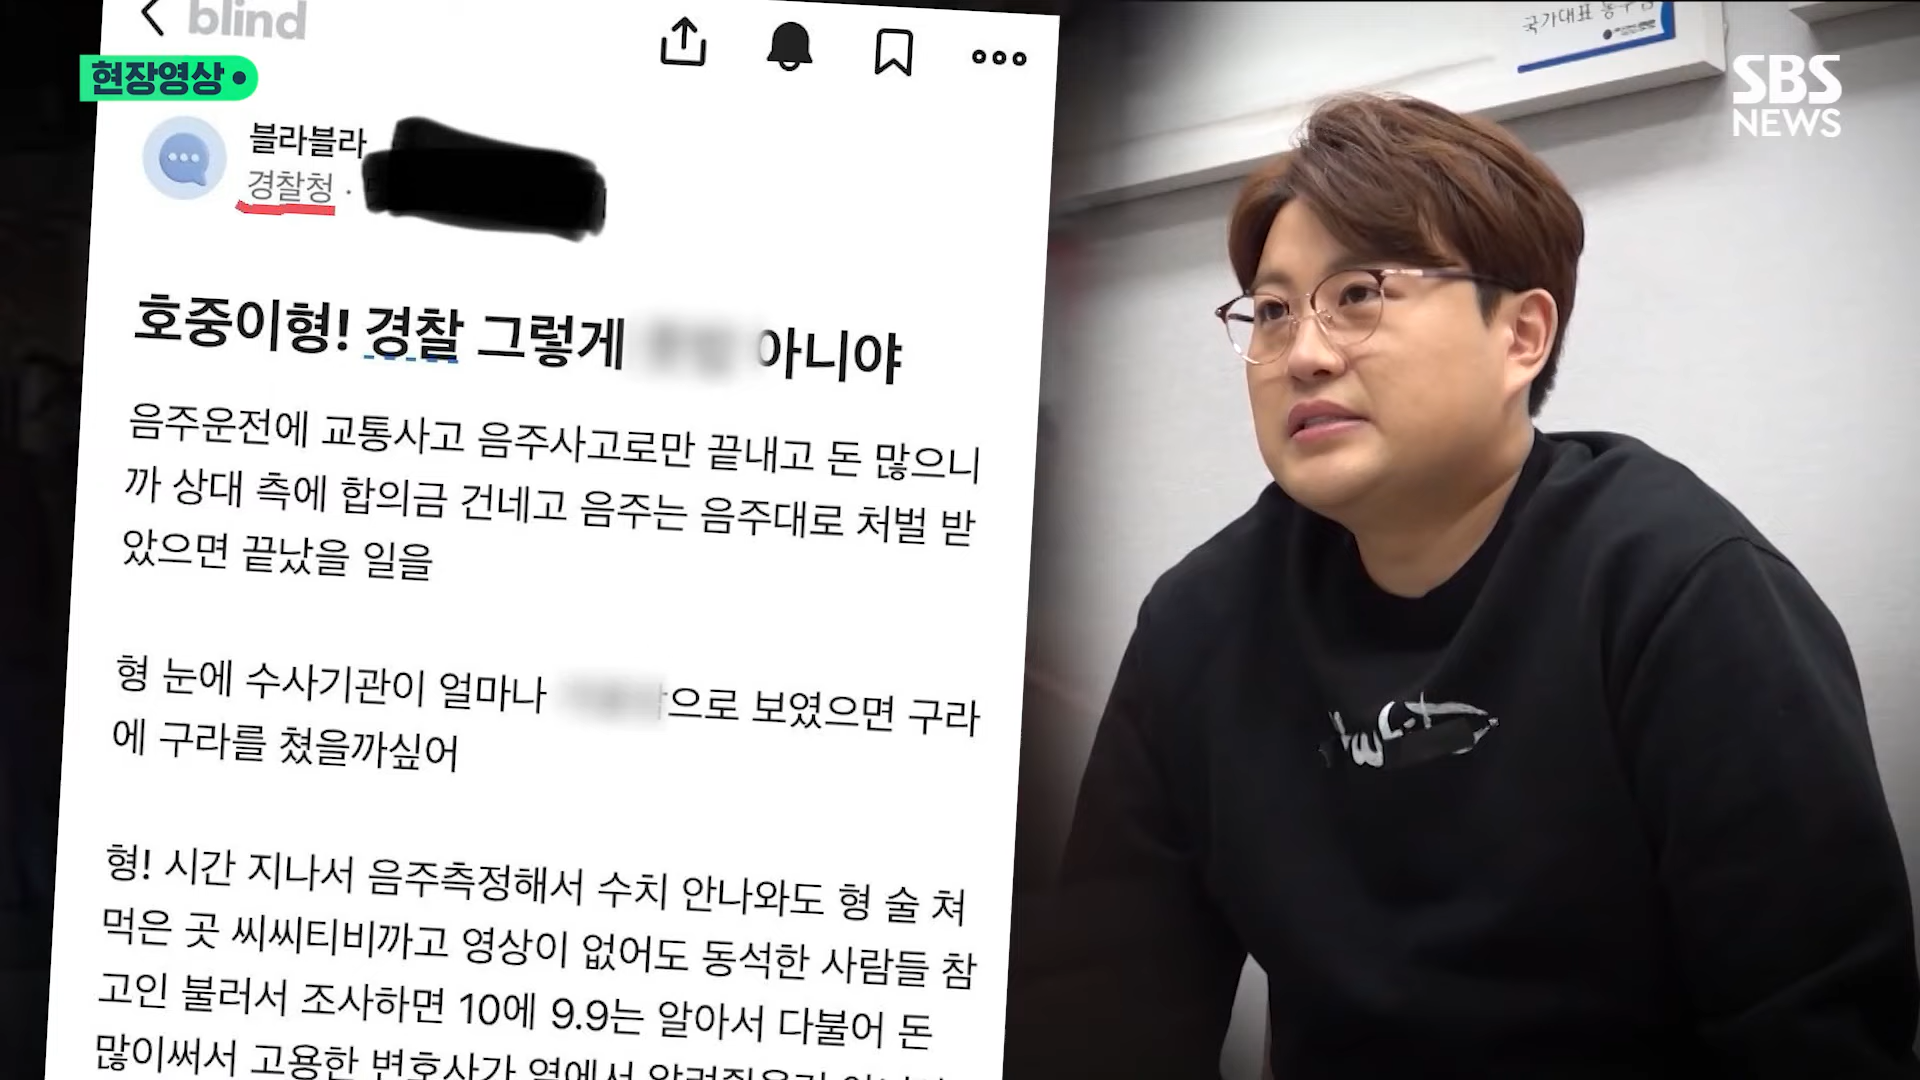 blind
현장영상
SBS
NEWS
국가대표
블라블라
경찰청 ·
호중이형! 경찰 그렇게 아니야
음주운전에 교통사고 음주사고로만 끝내고 돈 많으니
까 상대 측에 합의금 건네고 음주는 음주대로 처벌 받
았으면 끝났을 일을
형 눈에 수사기관이 얼마나 으로 보였으면 구라
에 구라를 쳤을까싶어
형! 시간 지나서 음주측정해서 수치 안나와도 형 술 쳐
먹은 곳 씨씨티비까고 영상이 없어도 동석한 사람들 참
고인 불러서 조사하면 10에 9.9는 알아서 다불어 돈
많이써서 고용한 변호사가 옆에서